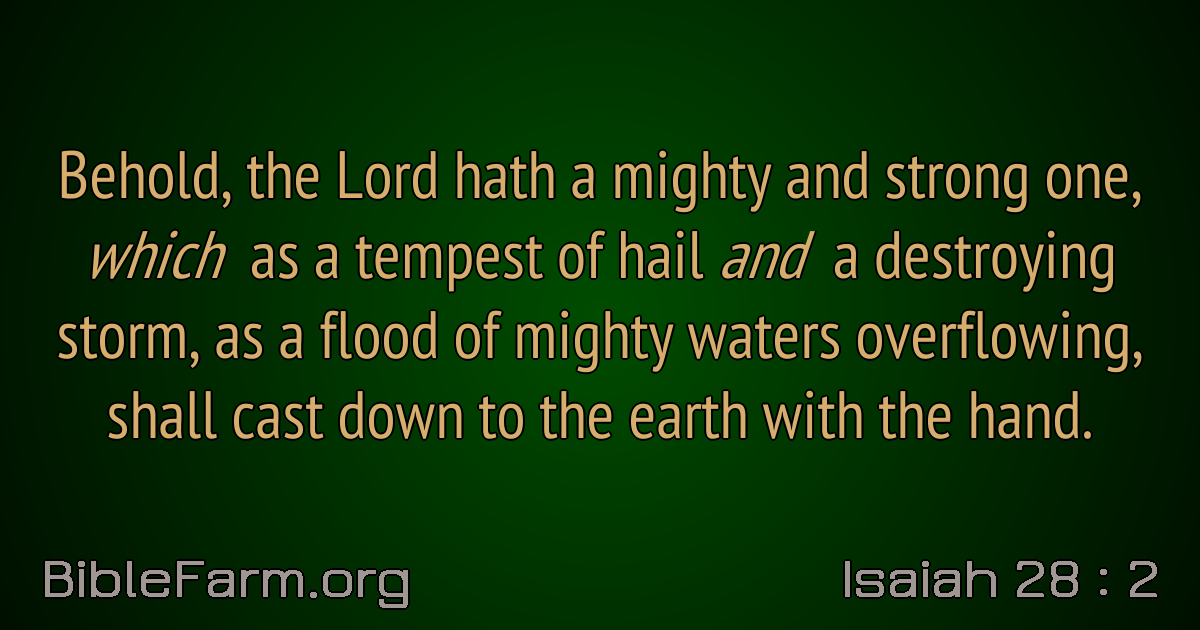 Behold, the Lord hath a mighty and strong one,
which as a tempest of hail and a destroying
storm, as a flood of mighty waters overflowing,
shall cast down to the earth with the hand.
BibleFarm.org
Isaiah 28 : 2